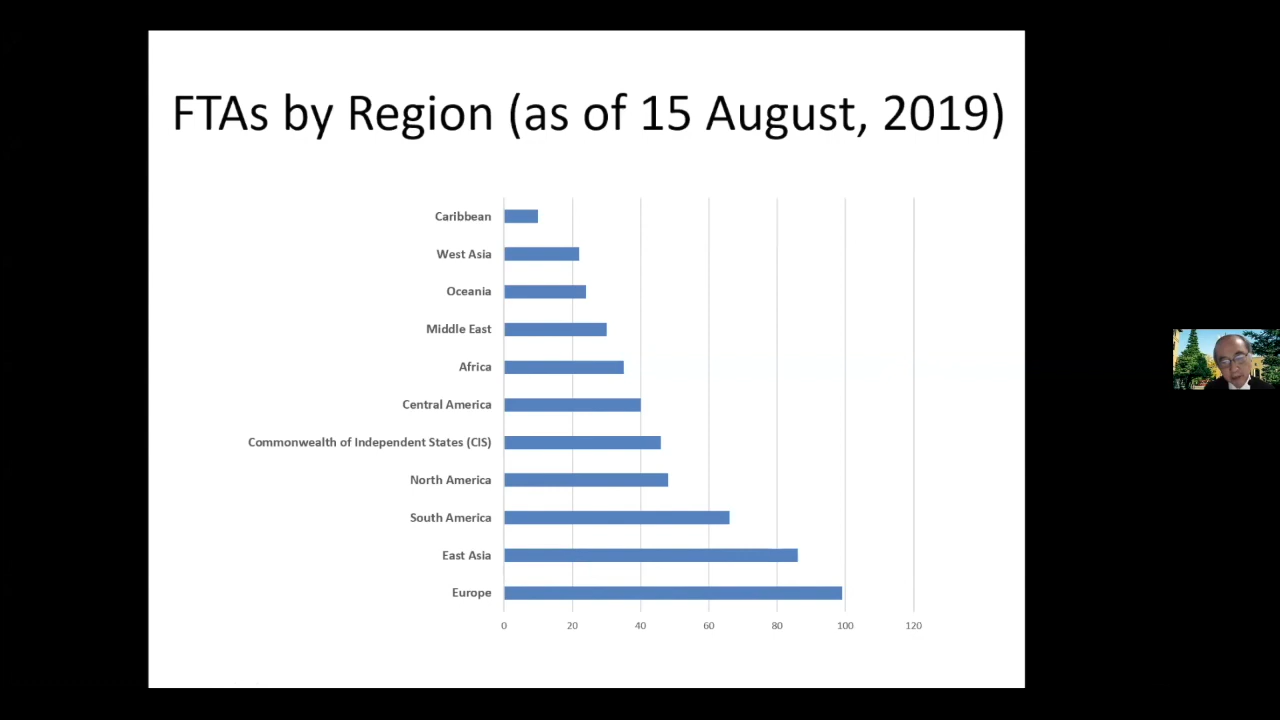 FTAs by Region (as of 15 August, 2019)
Caribbean
West Asia
Oceania
Middle East
Africa
Central America
Commonwealth of Independent States (CIS)
North America
South America
East Asia
Europe
0 20 40 60 80 100 120